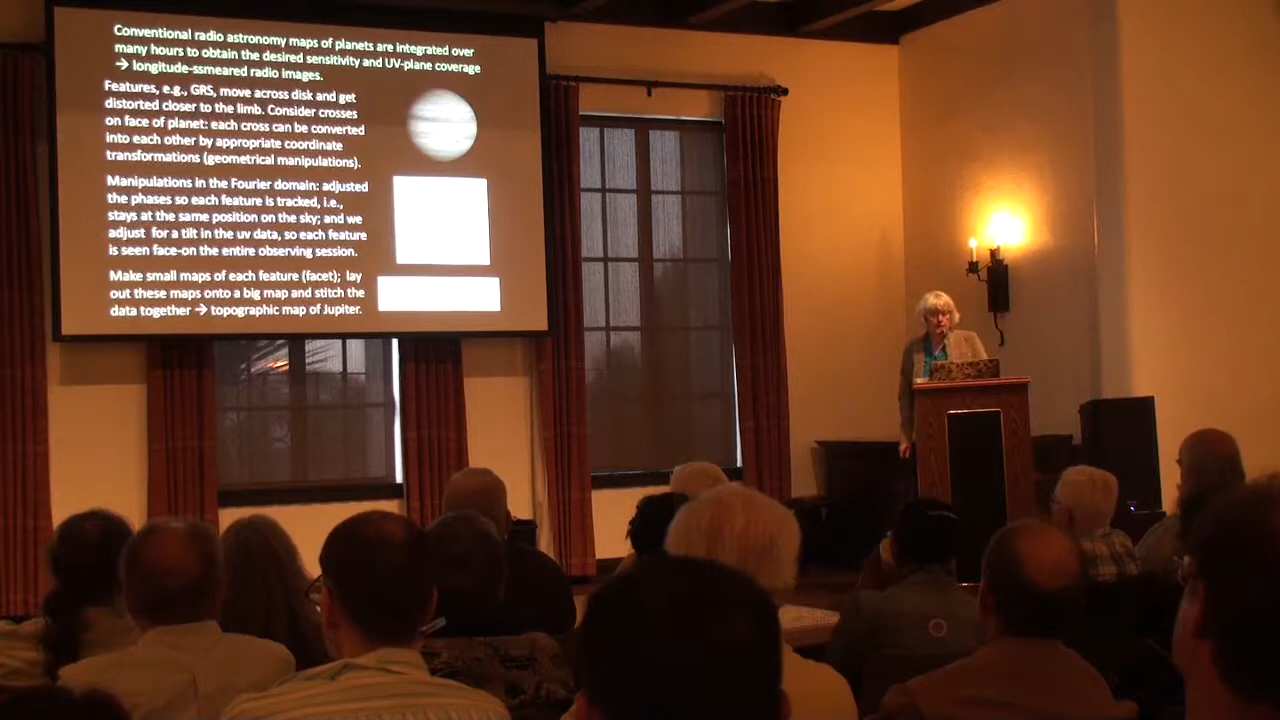 Conventional radio astronomy maps of planets are integrated over
many hours to obtain the desired sensitivity and UV-plane coverage
→ longitude-ssmeared radio images.
Features, e.g., GRS, move across disk and get
distorted closer to the limb. Consider crosses
on face of planet: each cross can be converted
into each other by appropriate coordinate
transformations (geometrical manipulations).
Manipulations in the Fourier domain: adjusted
the phases so each feature is tracked, i.e.,
stays at the same position on the sky; and we
adjust for a tilt in the uv data, so each feature
is seen face-on the entire observing session.
Make small maps of each feature (facet); lay
out these maps onto a big map and stitch the
data together → topographic map of Jupiter.